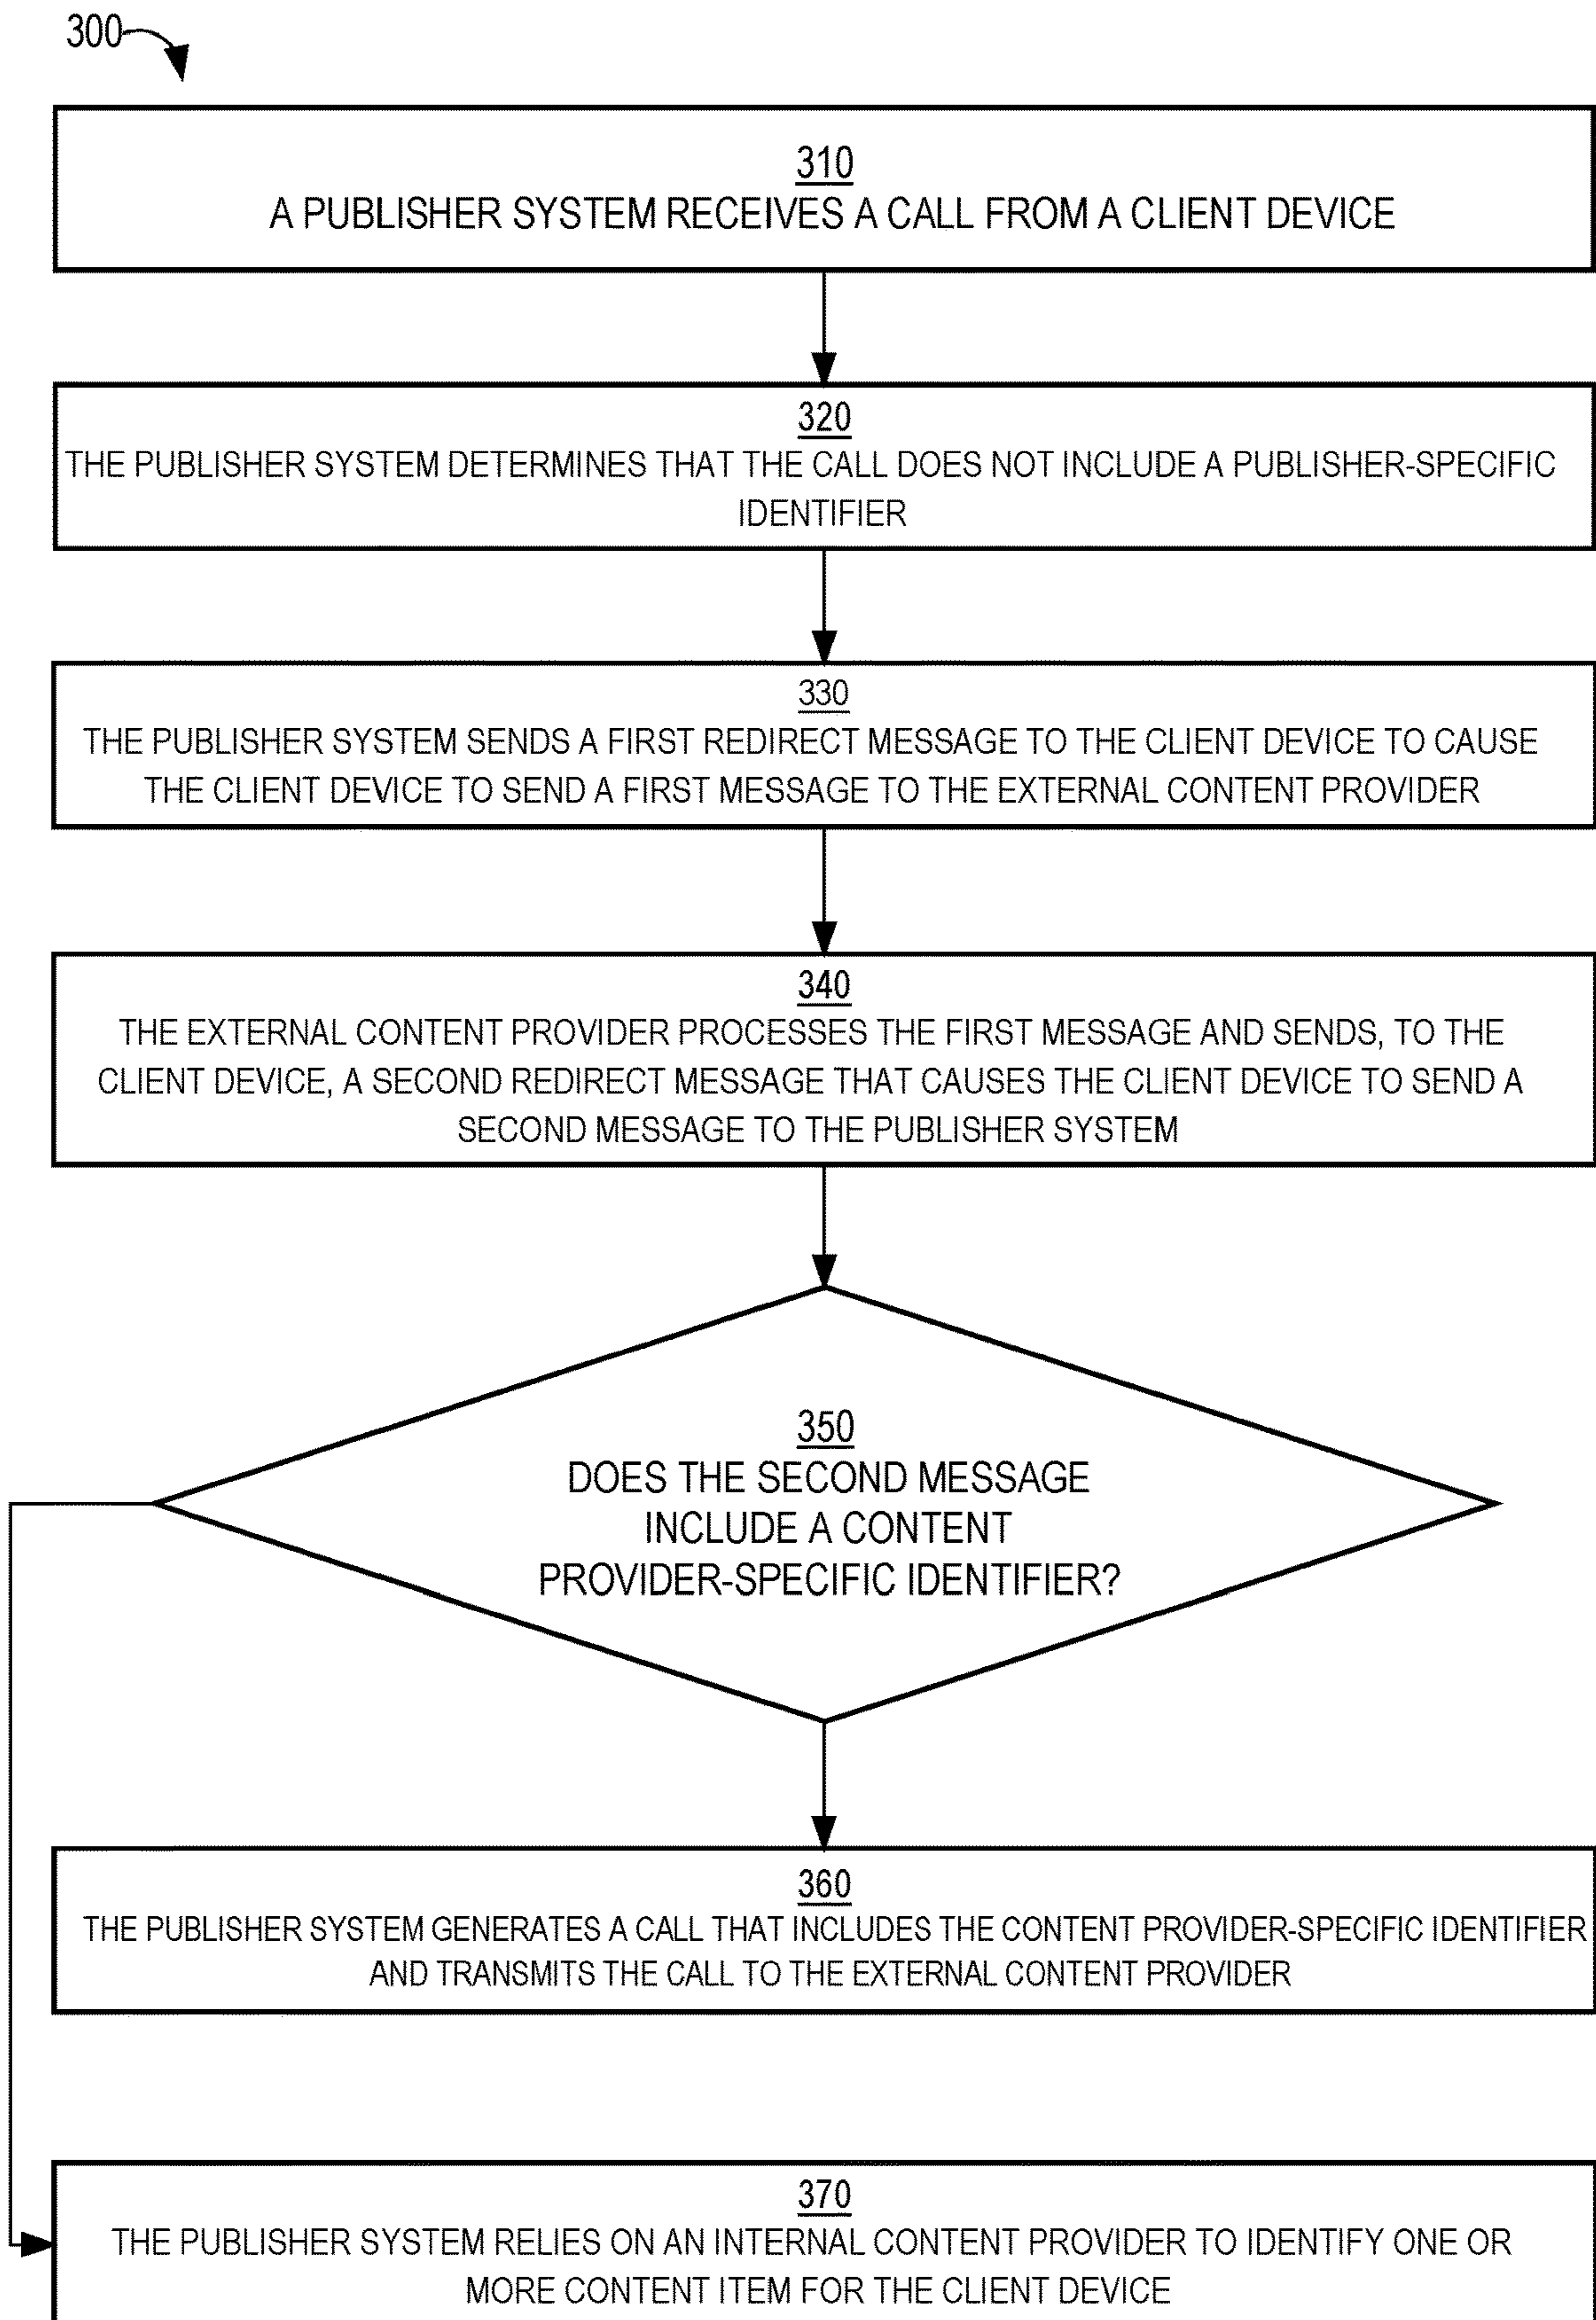 300
310
A PUBLISHER SYSTEM RECEIVES A CALL FROM A CLIENT DEVICE
320
THE PUBLISHER SYSTEM DETERMINES THAT THE CALL DOES NOT INCLUDE A PUBLISHER-SPECIFIC
IDENTIFIER
330
THE PUBLISHER SYSTEM SENDS A FIRST REDIRECT MESSAGE TO THE CLIENT DEVICE TO CAUSE
THE CLIENT DEVICE TO SEND A FIRST MESSAGE TO THE EXTERNAL CONTENT PROVIDER
340
THE EXTERNAL CONTENT PROVIDER PROCESSES THE FIRST MESSAGE AND SENDS, TO THE
CLIENT DEVICE, A SECOND REDIRECT MESSAGE THAT CAUSES THE CLIENT DEVICE TO SEND A
SECOND MESSAGE TO THE PUBLISHER SYSTEM
350
DOES THE SECOND MESSAGE
INCLUDE A CONTENT
PROVIDER-SPECIFIC IDENTIFIER?
360
THE PUBLISHER SYSTEM GENERATES A CALL THAT INCLUDES THE CONTENT PROVIDER-SPECIFIC IDENTIFIER
AND TRANSMITS THE CALL TO THE EXTERNAL CONTENT PROVIDER
370
THE PUBLISHER SYSTEM RELIES ON AN INTERNAL CONTENT PROVIDER TO IDENTIFY ONE OR
MORE CONTENT ITEM FOR THE CLIENT DEVICE